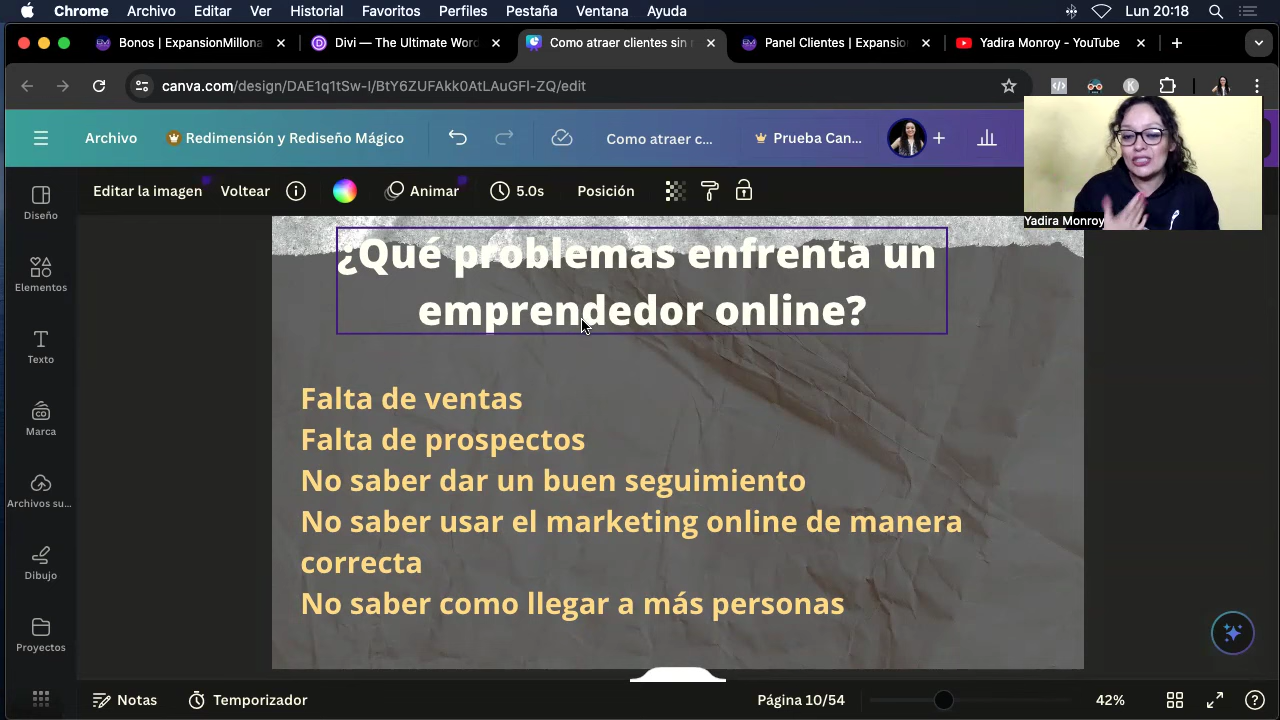 Chrome Archivo Editar Ver Historial Favoritos Perfiles Pestaña Ventana Ayuda Lun 20:18
Bonos | ExpansionMillona Divi — The Ultimate Word Como atraer clientes sin Panel Clientes | Expansion Yadira Monroy - YouTube
canva.com/design/DAE1q1tSw-I/BtY6ZUFAkk0AtLAuGFl-ZQ/edit
Archivo Redimensión y Rediseño Mágico Como atraer c... Prueba Can...
Editar la imagen Voltear Animar 5.0s Posición
Yadira Monroy
Diseño
Elementos
Texto
Marca
Archivos su...
Dibujo
Proyectos
¿Qué problemas enfrenta un
emprendedor online?
Falta de ventas
Falta de prospectos
No saber dar un buen seguimiento
No saber usar el marketing online de manera
correcta
No saber como llegar a más personas
Notas Temporizador Página 10/54 42%